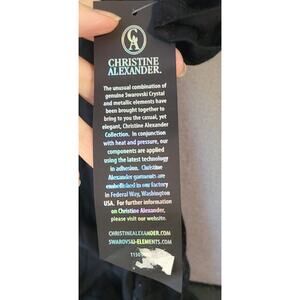 CA
CHRISTINE
ALEXANDER.
The unusual combination of
genuine Swarovski Crystal
and metallic elements have
been brought together to
bring to you the casual, yet
elegant, Christine Alexander
Collection. In conjunction
with heat and pressure, our
components are applied
using the latest technology
in adhesion. Christine
Alexander garments are
embellished in our factory
in Federal Way, Washington
USA. For further information
on Christine Alexander,
please visit our website.
CHRISTINEALEXANDER.COM
SWAROVSKI-ELEMENTS.COM